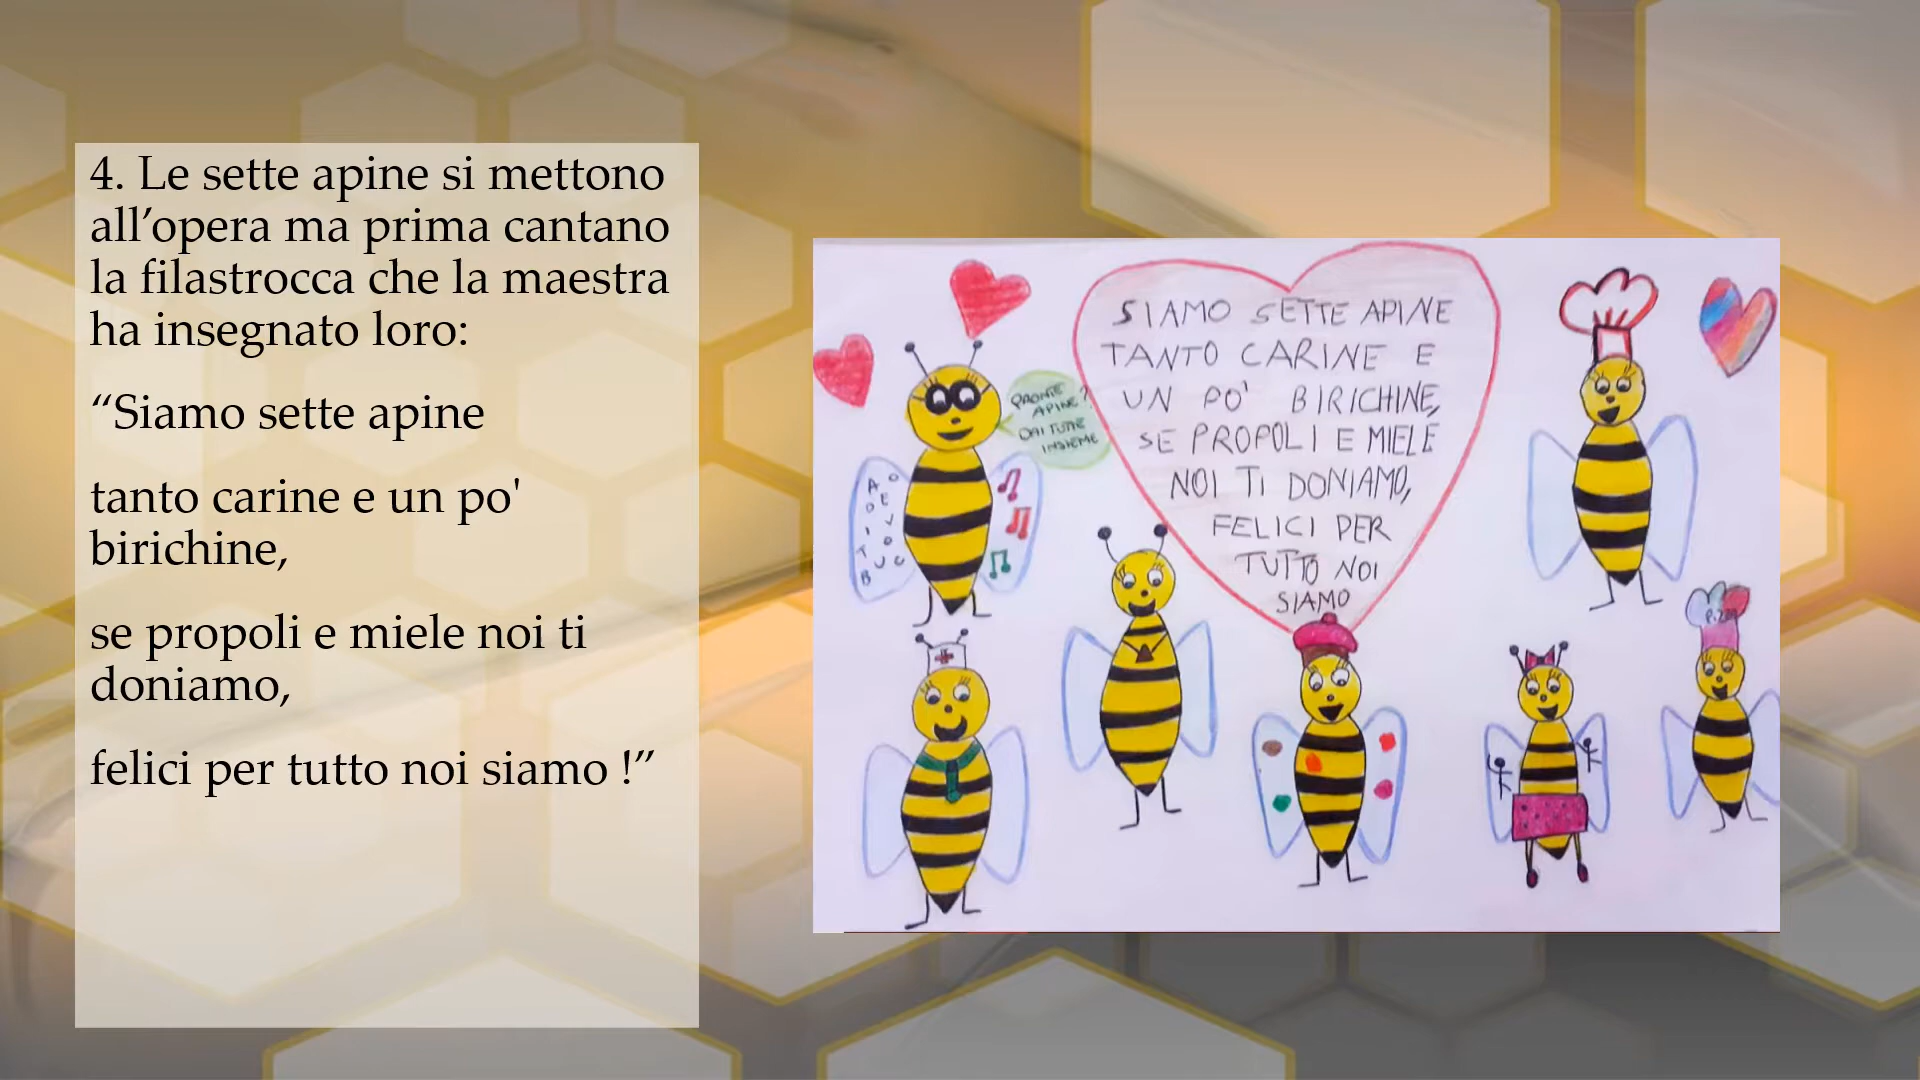 4. Le sette apine si mettono
all’opera ma prima cantano
la filastrocca che la maestra
ha insegnato loro:
“Siamo sette apine
tanto carine e un po'
birichine,
se propoli e miele noi ti
doniamo,
felici per tutto noi siamo !”
SIAMO SETTE APINE
TANTO CARINE E
UN PO' BIRICHINE,
SE PROPOLI E MIELE
NOI TI DONIAMO,
FELICI PER
TUTTO NOI
SIAMO
PRONTE
APINE?
DAI TUTTE
INSIEME